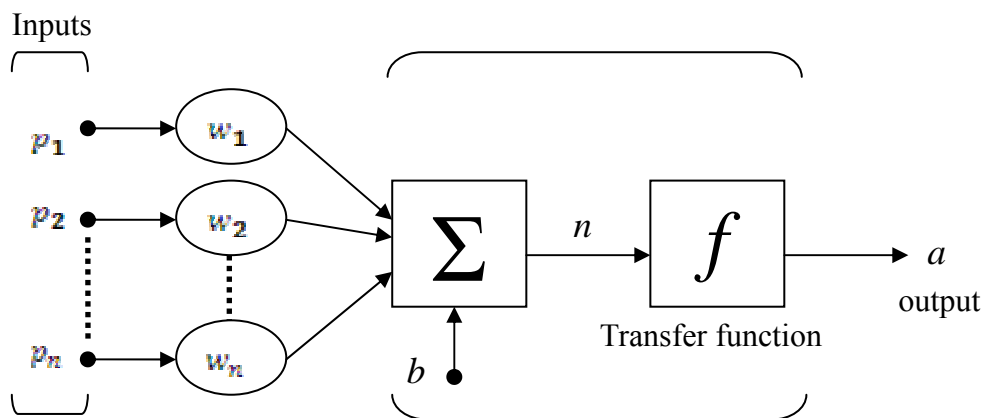 Inputs
p₁
w₁
p₂
w₂
Σ
n
f
a
output
Transfer function
pₙ
wₙ
b